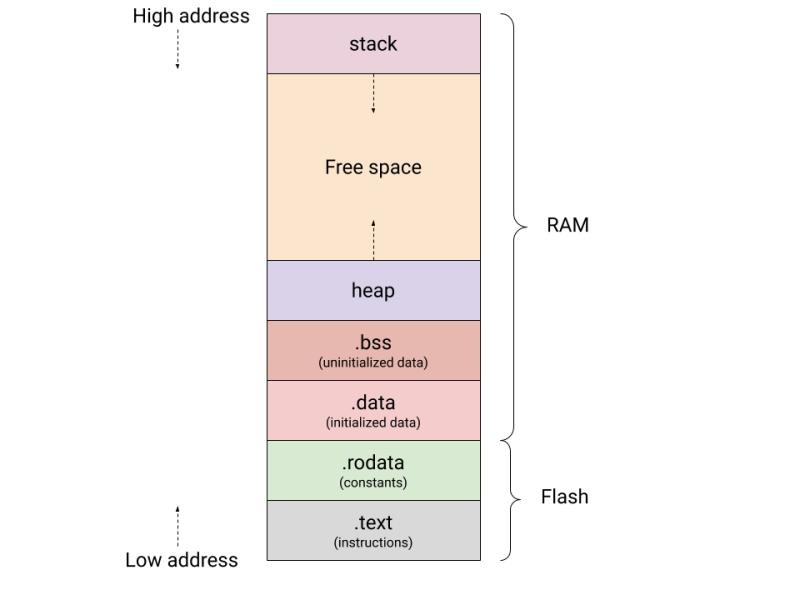 High address
stack
Free space
RAM
heap
.bss
(uninitialized data)
.data
(initialized data)
.rodata
(constants)
Flash
.text
(instructions)
Low address